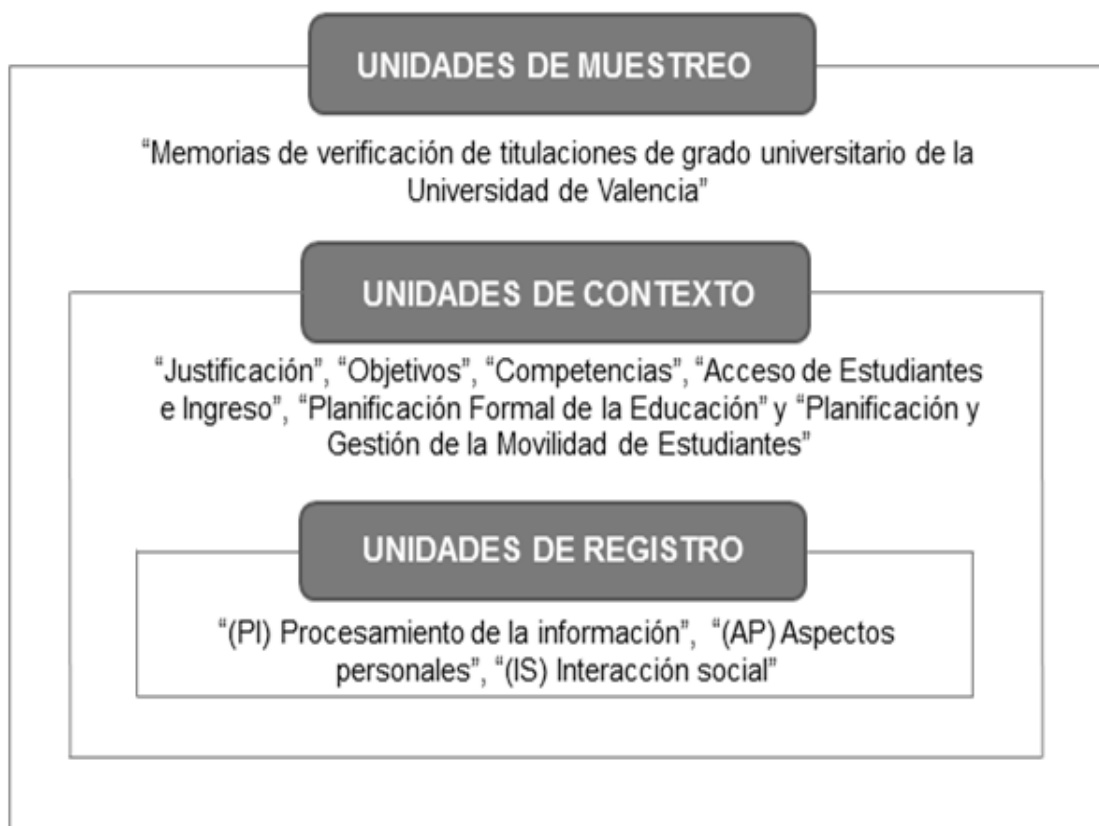 UNIDADES DE MUESTREO
“Memorias de verificación de titulaciones de grado universitario de la
Universidad de Valencia”
UNIDADES DE CONTEXTO
“Justificación”, “Objetivos”, “Competencias”, “Acceso de Estudiantes
e Ingreso”, “Planificación Formal de la Educación” y “Planificación y
Gestión de la Movilidad de Estudiantes”
UNIDADES DE REGISTRO
“(PI) Procesamiento de la información”, “(AP) Aspectos
personales”, “(IS) Interacción social”